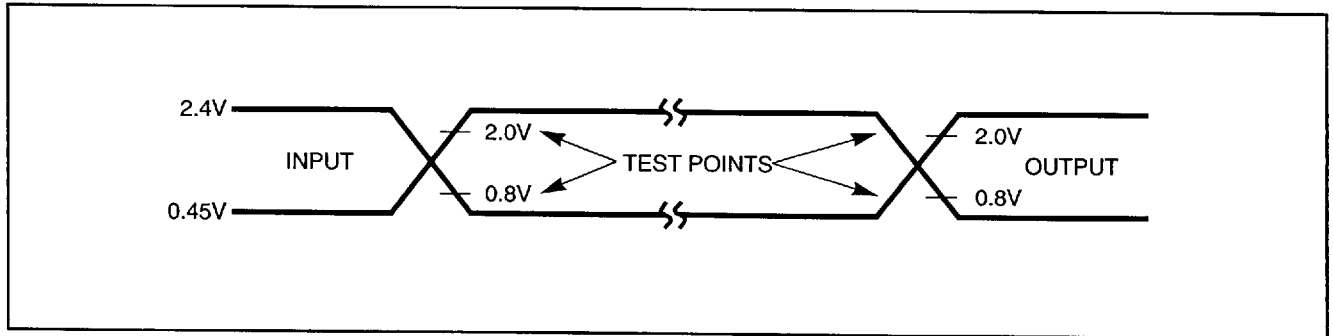 2.4V
2.0V
2.0V
INPUT
TEST POINTS
OUTPUT
0.8V
0.8V
0.45V